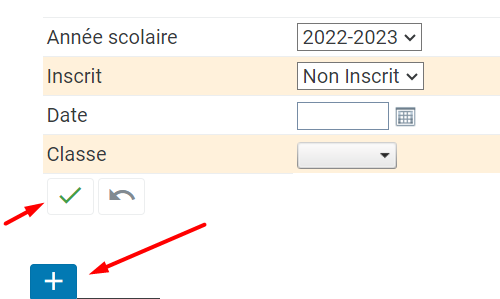 Année scolaire 2022-2023
Inscrit Non Inscrit
Date
Classe